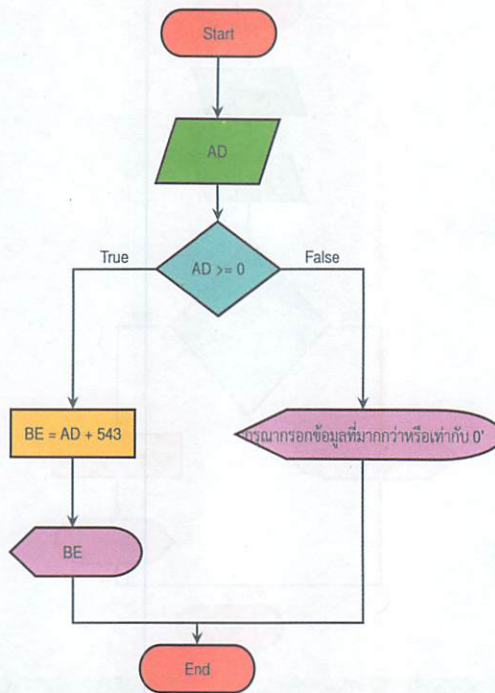 Start
AD
AD >= 0
True
False
BE = AD + 543
กรุณากรอกข้อมูลที่มากกว่าหรือเท่ากับ 0'
BE
End